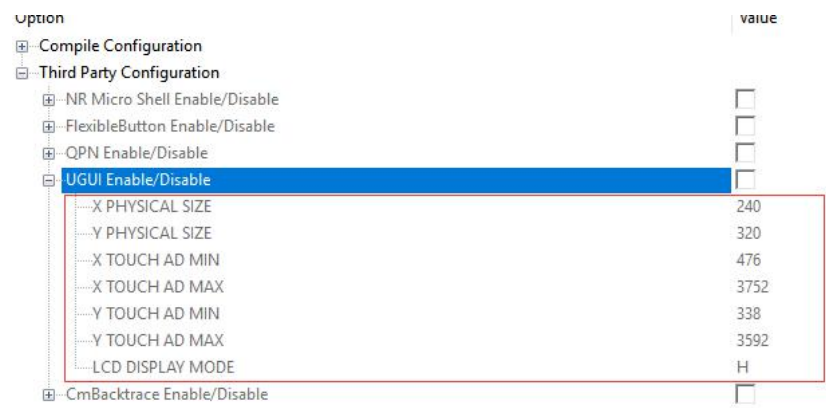 Option Value
Compile Configuration
Third Party Configuration
NR Micro Shell Enable/Disable
FlexibleButton Enable/Disable
QPN Enable/Disable
UGUI Enable/Disable
X PHYSICAL SIZE 240
Y PHYSICAL SIZE 320
X TOUCH AD MIN 476
X TOUCH AD MAX 3752
Y TOUCH AD MIN 338
Y TOUCH AD MAX 3592
LCD DISPLAY MODE H
CmBacktrace Enable/Disable